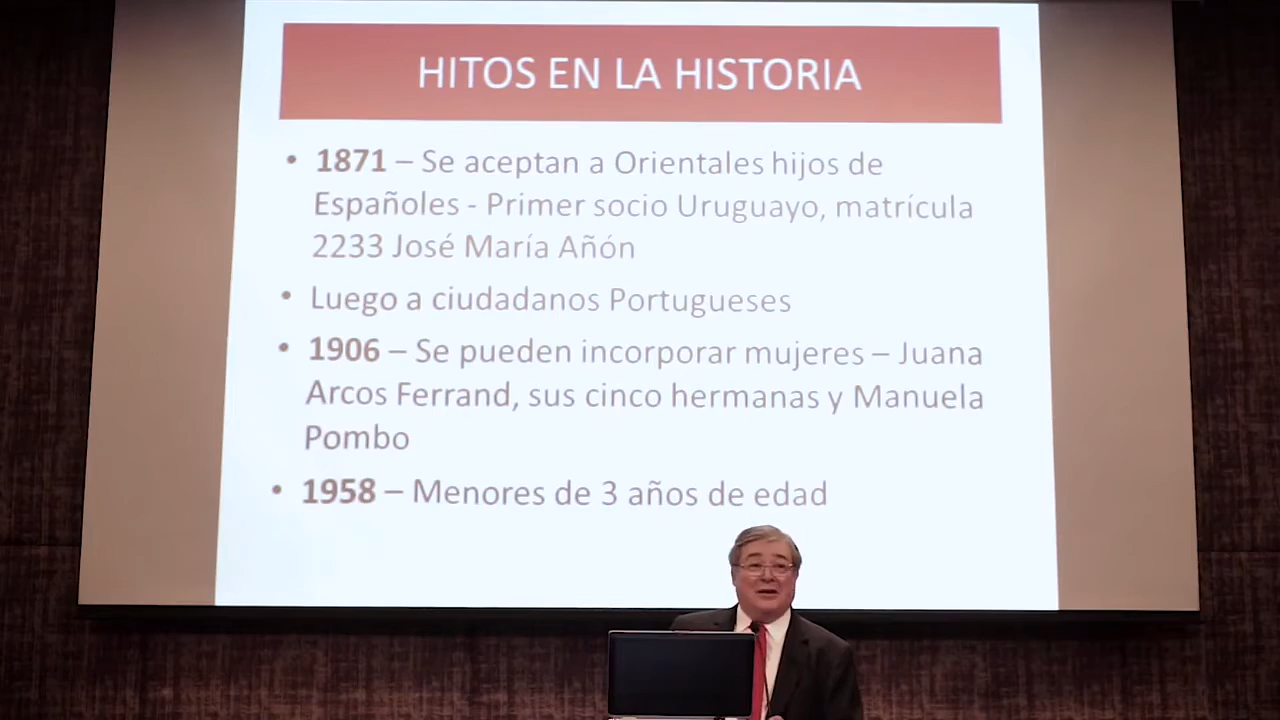 HITOS EN LA HISTORIA
• 1871 – Se aceptan a Orientales hijos de
Españoles - Primer socio Uruguayo, matrícula
2233 José María Añón
• Luego a ciudadanos Portugueses
• 1906 – Se pueden incorporar mujeres – Juana
Arcos Ferrand, sus cinco hermanas y Manuela
Pombo
• 1958 – Menores de 3 años de edad